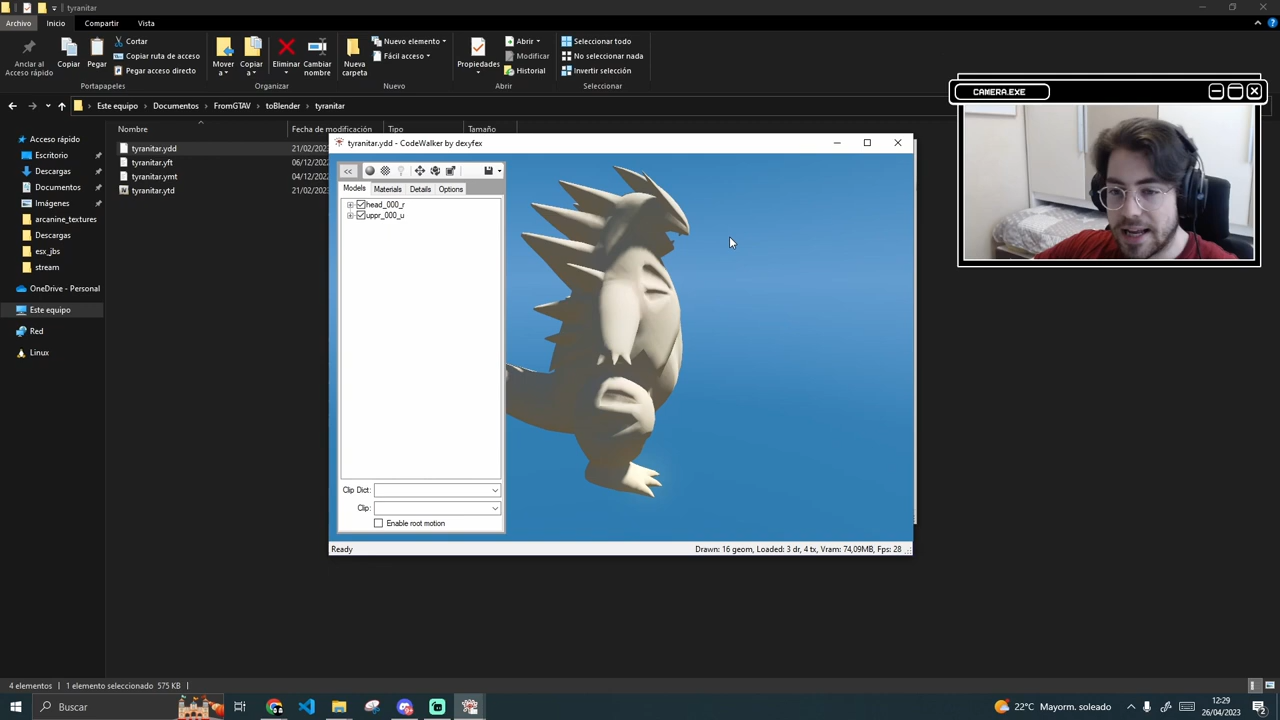 tyranitar
Archivo Inicio Compartir Vista
Anclar al
Acceso rápido
Copiar
Pegar
Cortar
Copiar ruta de acceso
Pegar acceso directo
Portapapeles
Mover
a
Copiar
a
Eliminar
Cambiar
nombre
Organizar
Nueva
carpeta
Nuevo elemento
Fácil acceso
Nuevo
Propiedades
Abrir
Modificar
Historial
Abrir
Seleccionar todo
No seleccionar nada
Invertir selección
Seleccionar
Este equipo > Documentos > FromGTAV > toBlender > tyranitar
CAMERA.EXE
Acceso rápido
Escritorio
Descargas
Documentos
Imágenes
arcanine_textures
Descargas
esx_jbs
stream
OneDrive - Personal
Este equipo
Red
Linux
Nombre Fecha de modificación Tipo Tamaño
tyranitar.ydd 21/02/202
tyranitar.yft 06/12/202
tyranitar.ymt 04/12/202
tyranitar.ytd 21/02/202
tyranitar.ydd - CodeWalker by dexyfex
<<
Models Materials Details Options
head_000_r
uppr_000_u
Clip Dict:
Clip:
Enable root motion
Ready
Drawn: 16 geom, Loaded: 3 dr, 4 tx, Vram: 74,09MB, Fps: 28
4 elementos 1 elemento seleccionado 575 KB
Buscar
22°C Mayorm. soleado
12:29
26/04/2023